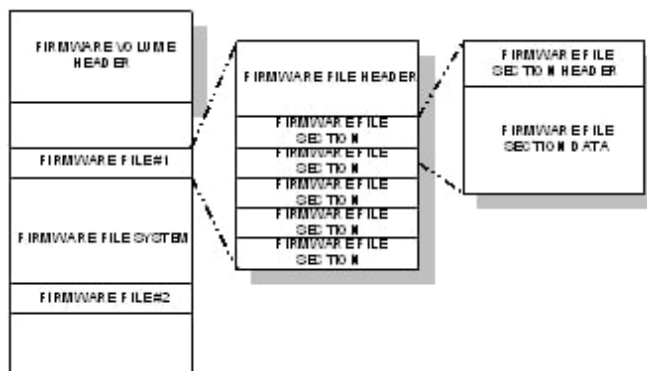 FIRMWARE VOLUME
HEADER
FIRMWARE FILE#1
FIRMWARE FILE SYSTEM
FIRMWARE FILE#2
FIRMWARE FILE HEADER
FIRMWARE FILE
SECTION
FIRMWARE FILE
SECTION
FIRMWARE FILE
SECTION
FIRMWARE FILE
SECTION
FIRMWARE FILE
SECTION
FIRMWARE FILE
SECTION HEADER
FIRMWARE FILE
SECTION DATA